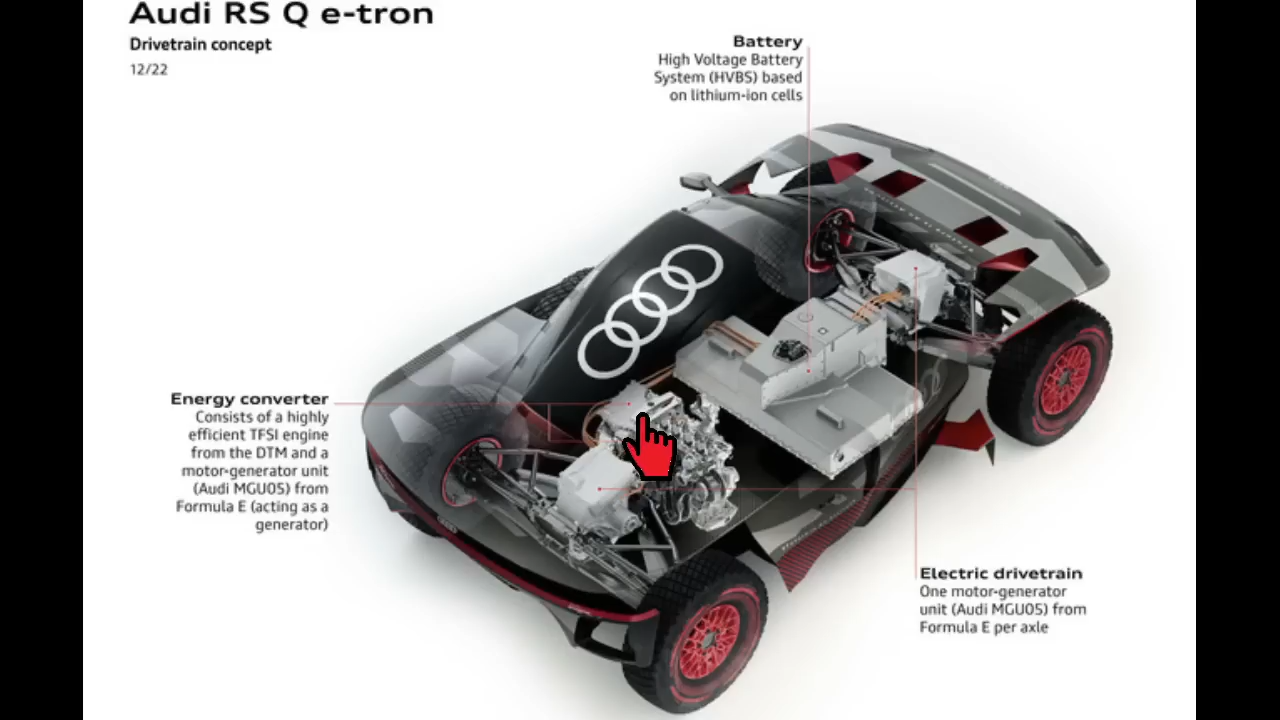 Audi RS Q e-tron
Drivetrain concept
12/22
Battery
High Voltage Battery
System (HVBS) based
on lithium-ion cells
Energy converter
Consists of a highly
efficient TFSI engine
from the DTM and a
motor-generator unit
(Audi MGU05) from
Formula E (acting as a
generator)
Electric drivetrain
One motor-generator
unit (Audi MGU05) from
Formula E per axle